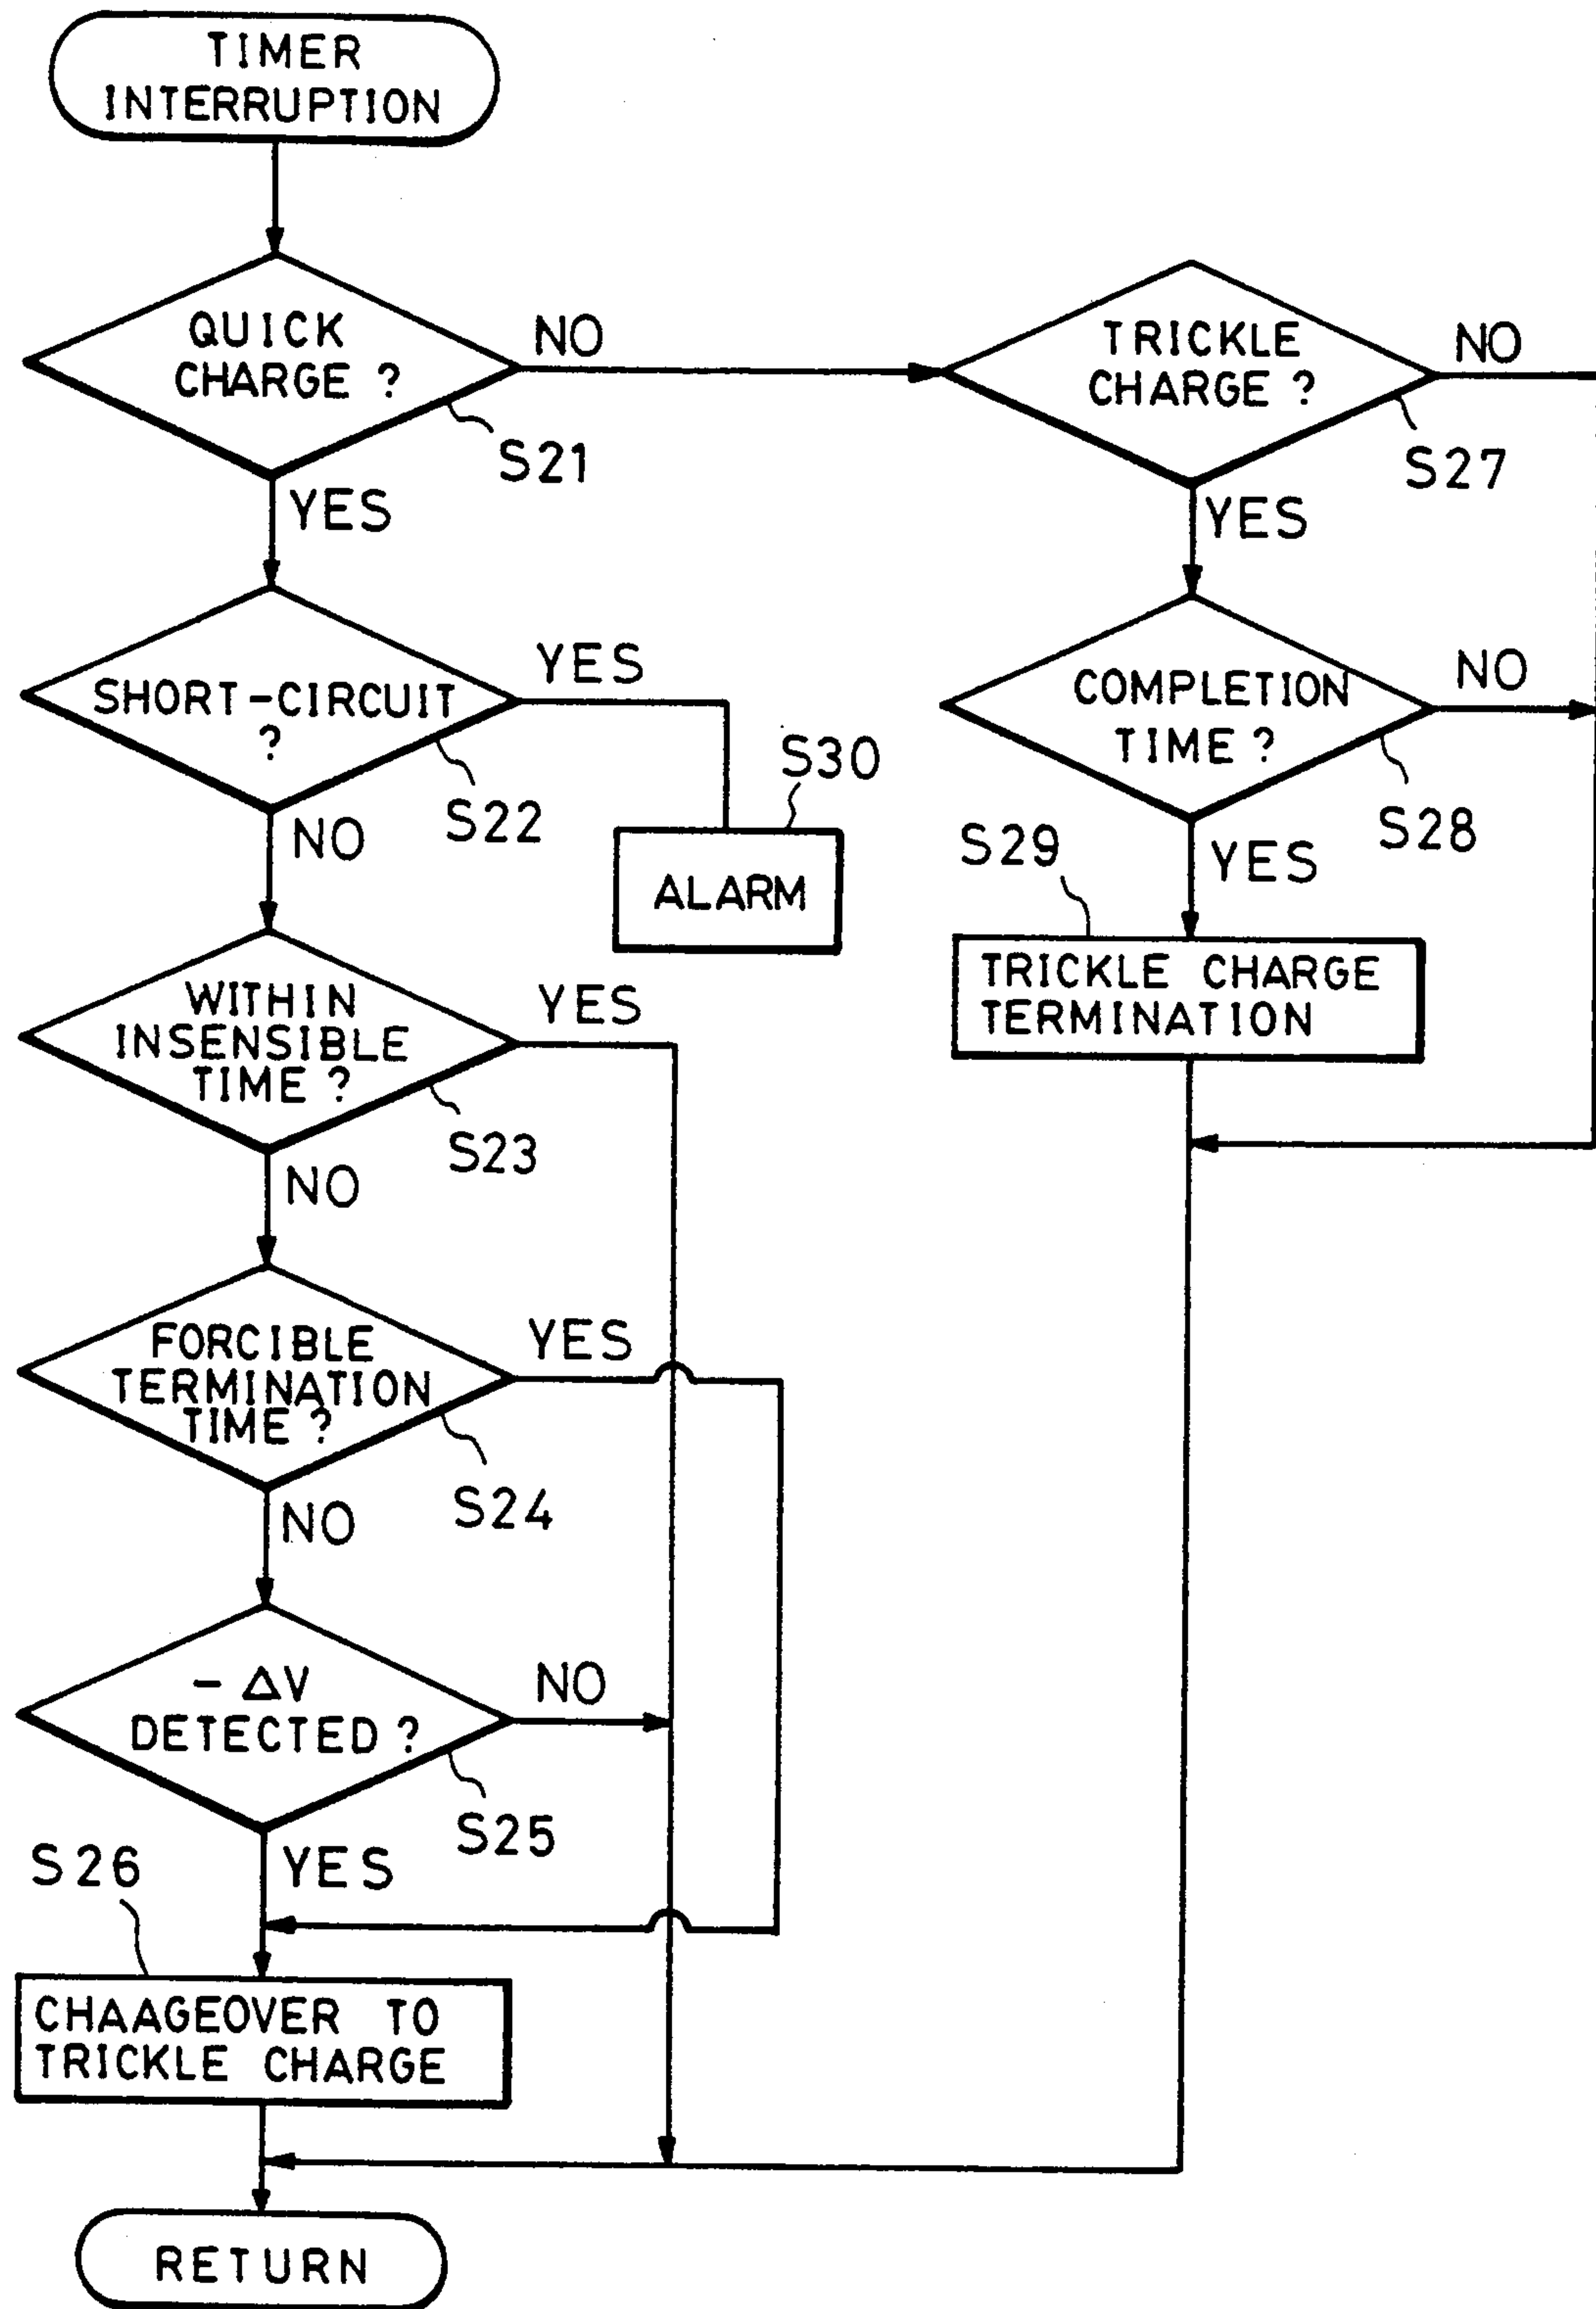 TIMER
INTERRUPTION
QUICK
CHARGE ?
NO
S21
YES
TRICKLE
CHARGE ?
NO
S27
YES
SHORT-CIRCUIT
?
YES
S22
NO
S30
ALARM
COMPLETION
TIME ?
NO
S28
YES
S29
TRICKLE CHARGE
TERMINATION
WITHIN
INSENSIBLE
TIME ?
YES
S23
NO
FORCIBLE
TERMINATION
TIME ?
YES
S24
NO
- ΔV
DETECTED ?
NO
S25
YES
S26
CHAAGEOVER TO
TRICKLE CHARGE
RETURN